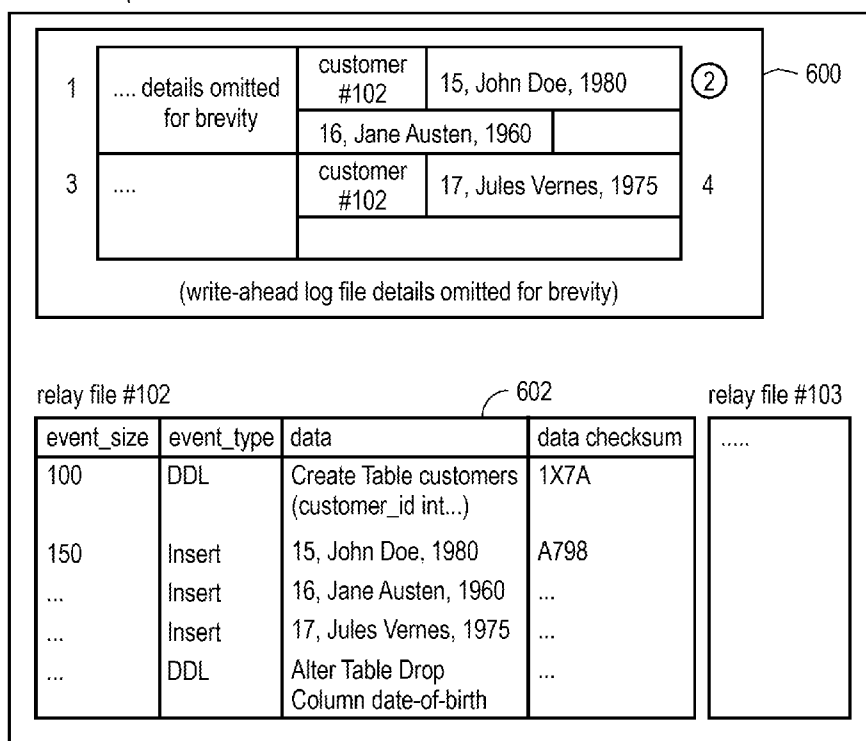 1
.... details omitted
for brevity
customer
#102
15, John Doe, 1980
2
600
16, Jane Austen, 1960
3
....
customer
#102
17, Jules Vernes, 1975
4
(write-ahead log file details omitted for brevity)
relay file #102
602
relay file #103
event_size event_type data data checksum
.....
100 DDL Create Table customers 1X7A
(customer_id int...)
150 Insert 15, John Doe, 1980 A798
... Insert 16, Jane Austen, 1960 ...
... Insert 17, Jules Vernes, 1975 ...
... DDL Alter Table Drop ...
Column date-of-birth